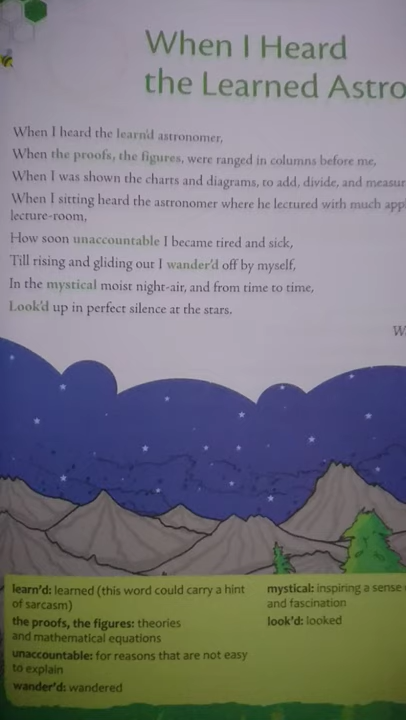 When I Heard
the Learned Astro
When I heard the learn'd astronomer,
When the proofs, the figures, were ranged in columns before me,
When I was shown the charts and diagrams, to add, divide, and measur
When I sitting heard the astronomer where he lectured with much app
lecture-room,
How soon unaccountable I became tired and sick,
Till rising and gliding out I wander'd off by myself,
In the mystical moist night-air, and from time to time,
Look'd up in perfect silence at the stars.
W
learn'd: learned (this word could carry a hint
of sarcasm)
the proofs, the figures: theories
and mathematical equations
unaccountable: for reasons that are not easy
to explain
wander'd: wandered
mystical: inspiring a sense
and fascination
look'd: looked